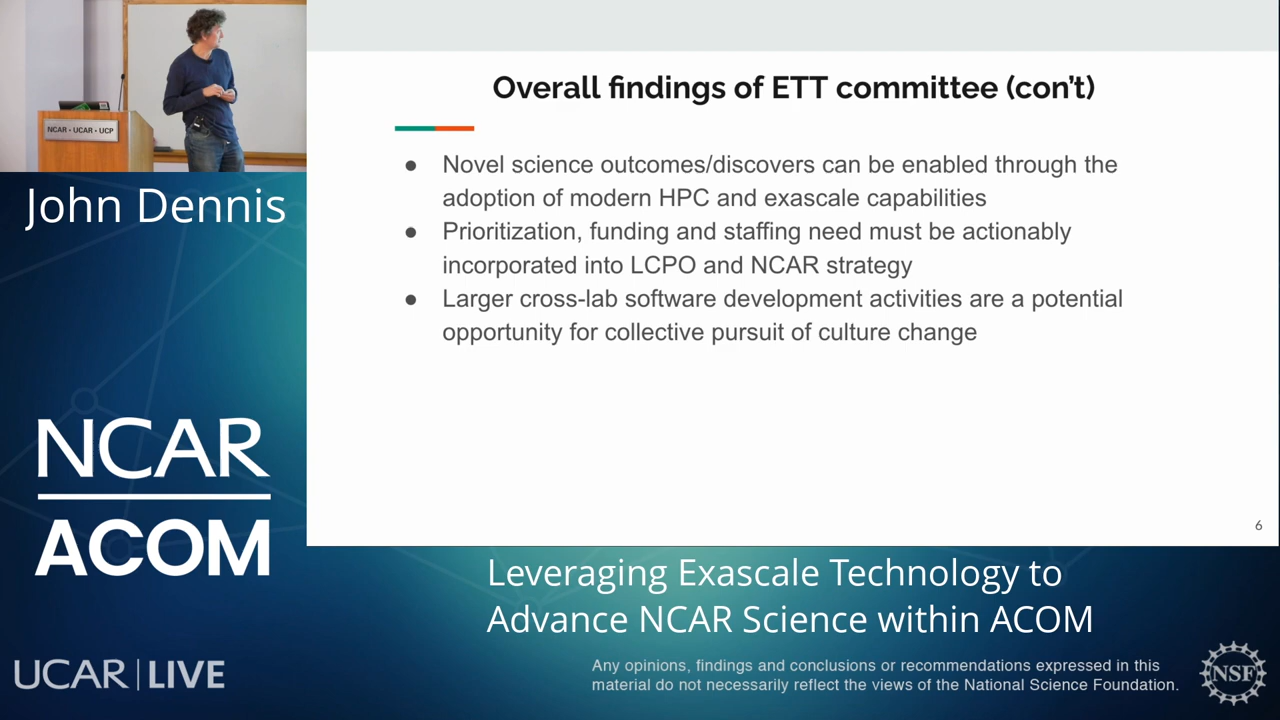 NCAR • UCAR • UCP
John Dennis
NCAR
ACOM
UCAR | LIVE
Overall findings of ETT committee (con't)
● Novel science outcomes/discovers can be enabled through the
adoption of modern HPC and exascale capabilities
● Prioritization, funding and staffing need must be actionably
incorporated into LCPO and NCAR strategy
● Larger cross-lab software development activities are a potential
opportunity for collective pursuit of culture change
6
Leveraging Exascale Technology to
Advance NCAR Science within ACOM
Any opinions, findings and conclusions or recommendations expressed in this
material do not necessarily reflect the views of the National Science Foundation.
NSF